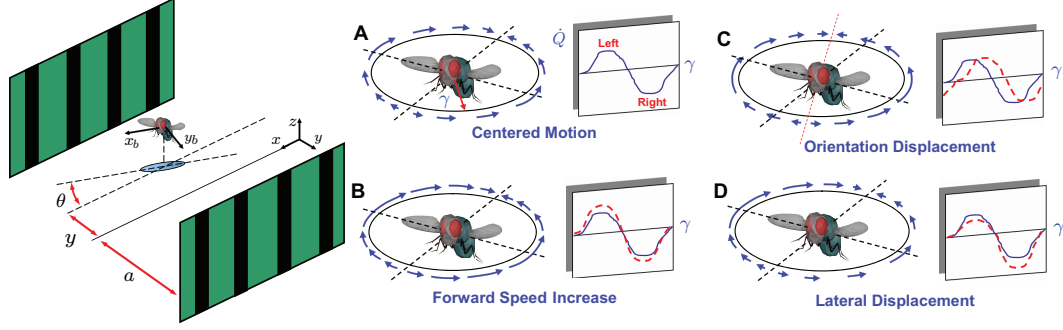 x_b
y_b
z
x
y
θ
y
a
A
Q̇
Left
γ
γ
Right
Centered Motion
B
γ
Forward Speed Increase
C
γ
Orientation Displacement
D
γ
Lateral Displacement